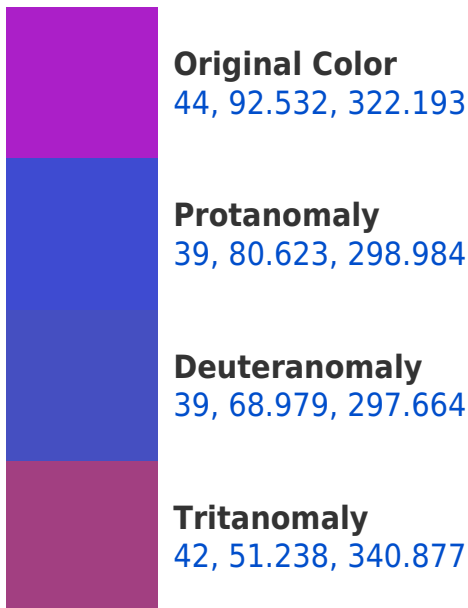 Original Color
44, 92.532, 322.193
Protanomaly
39, 80.623, 298.984
Deuteranomaly
39, 68.979, 297.664
Tritanomaly
42, 51.238, 340.877